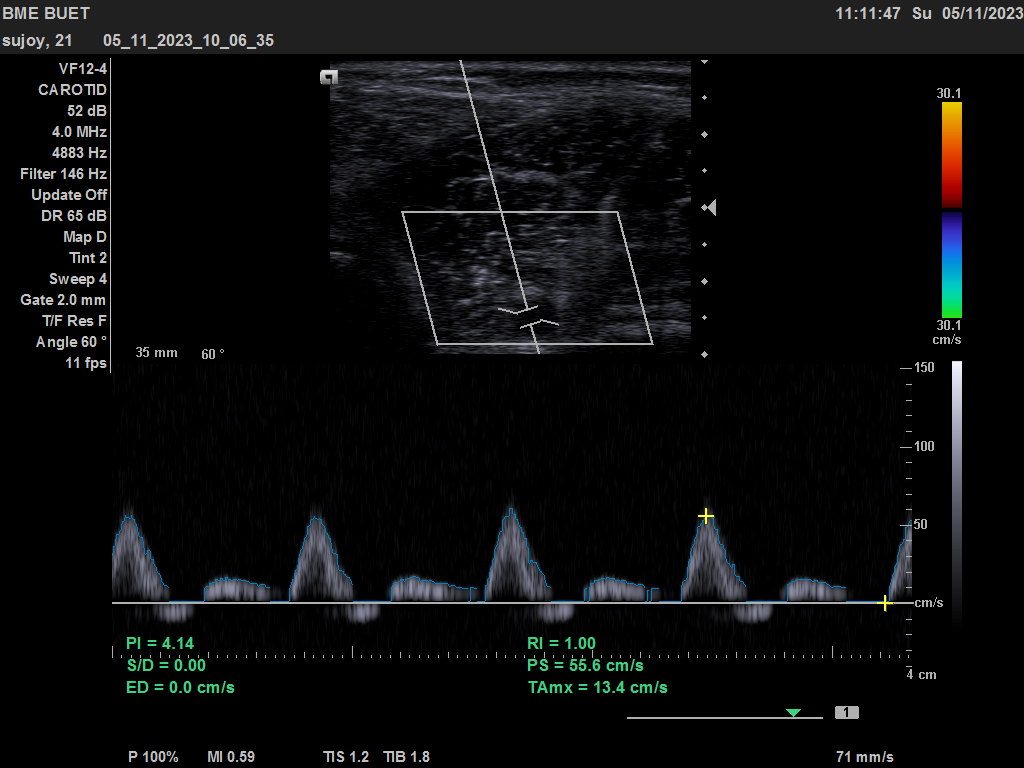 BME BUET
11:11:47 Su 05/11/2023
sujoy, 21 05_11_2023_10_06_35
VF12-4
CAROTID
52 dB
4.0 MHz
4883 Hz
Filter 146 Hz
Update Off
DR 65 dB
Map D
Tint 2
Sweep 4
Gate 2.0 mm
T/F Res F
Angle 60 °
11 fps
35 mm 60 °
30.1
30.1
cm/s
150
100
50
cm/s
4 cm
PI = 4.14
S/D = 0.00
ED = 0.0 cm/s
RI = 1.00
PS = 55.6 cm/s
TAmx = 13.4 cm/s
1
P 100% MI 0.59 TIS 1.2 TIB 1.8
71 mm/s